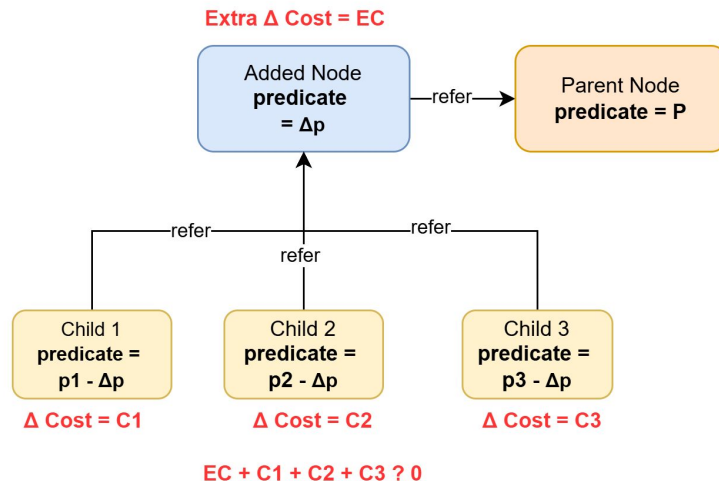 Extra Δ Cost = EC
Added Node
predicate
= Δp
refer
Parent Node
predicate = P
refer
refer
refer
Child 1
predicate =
p1 - Δp
Child 2
predicate =
p2 - Δp
Child 3
predicate =
p3 - Δp
Δ Cost = C1
Δ Cost = C2
Δ Cost = C3
EC + C1 + C2 + C3 ? 0